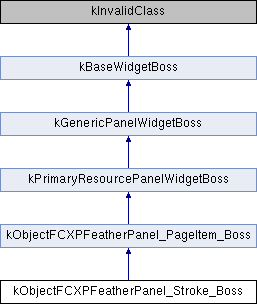 kInvalidClass
kBaseWidgetBoss
kGenericPanelWidgetBoss
kPrimaryResourcePanelWidgetBoss
kObjectFCXPFeatherPanel_PageItem_Boss
kObjectFCXPFeatherPanel_Stroke_Boss